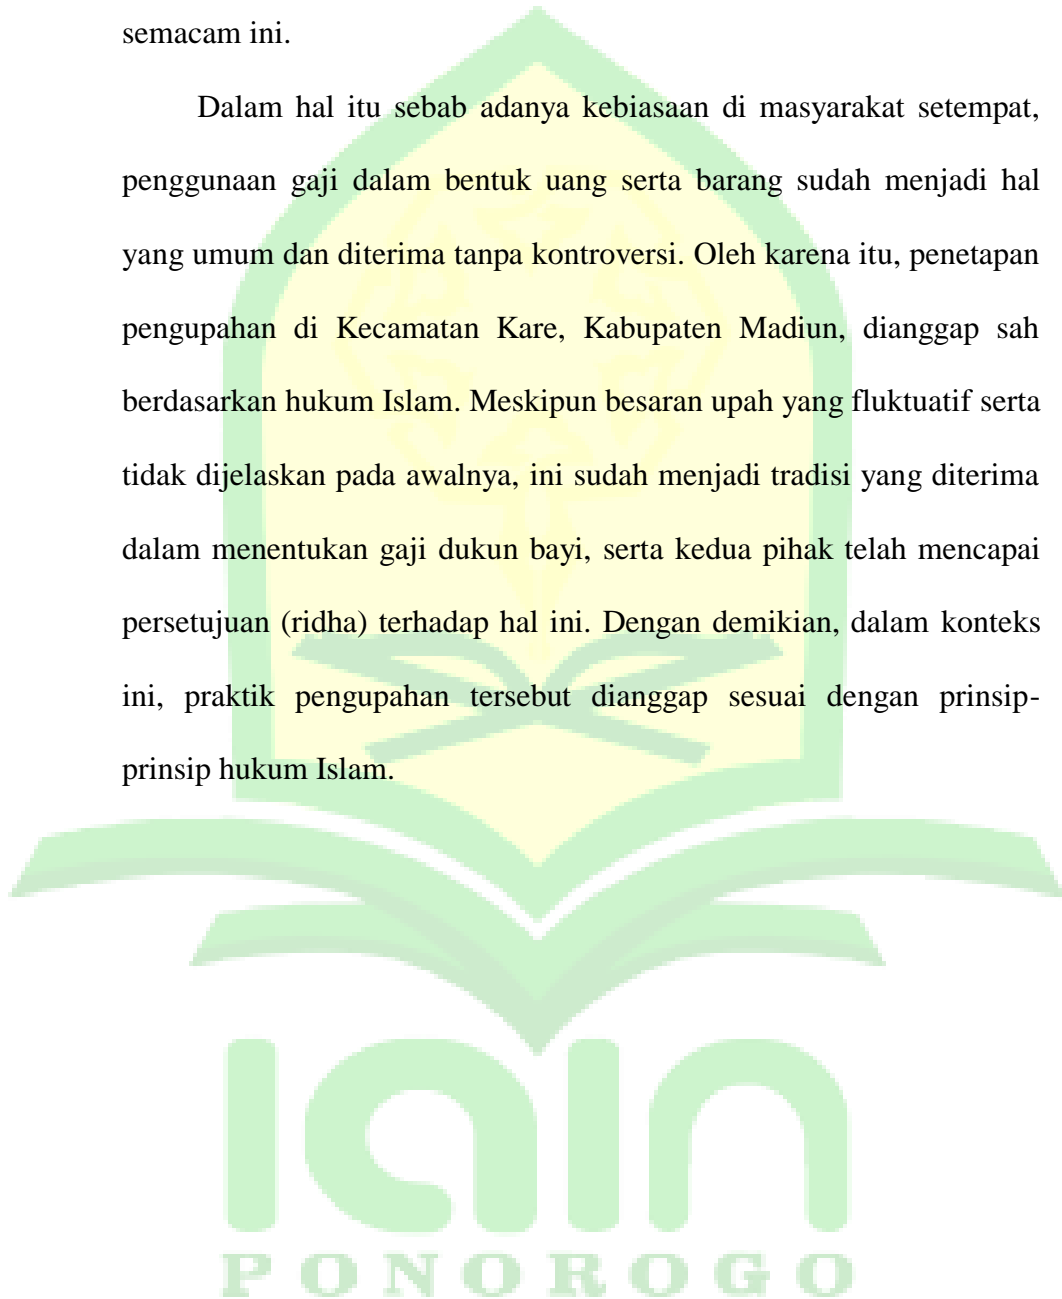 semacam ini.
Dalam hal itu sebab adanya kebiasaan di masyarakat setempat,
penggunaan gaji dalam bentuk uang serta barang sudah menjadi hal
yang umum dan diterima tanpa kontroversi. Oleh karena itu, penetapan
pengupahan di Kecamatan Kare, Kabupaten Madiun, dianggap sah
berdasarkan hukum Islam. Meskipun besaran upah yang fluktuatif serta
tidak dijelaskan pada awalnya, ini sudah menjadi tradisi yang diterima
dalam menentukan gaji dukun bayi, serta kedua pihak telah mencapai
persetujuan (ridha) terhadap hal ini. Dengan demikian, dalam konteks
ini, praktik pengupahan tersebut dianggap sesuai dengan prinsip-
prinsip hukum Islam.
iain
PONOROGO